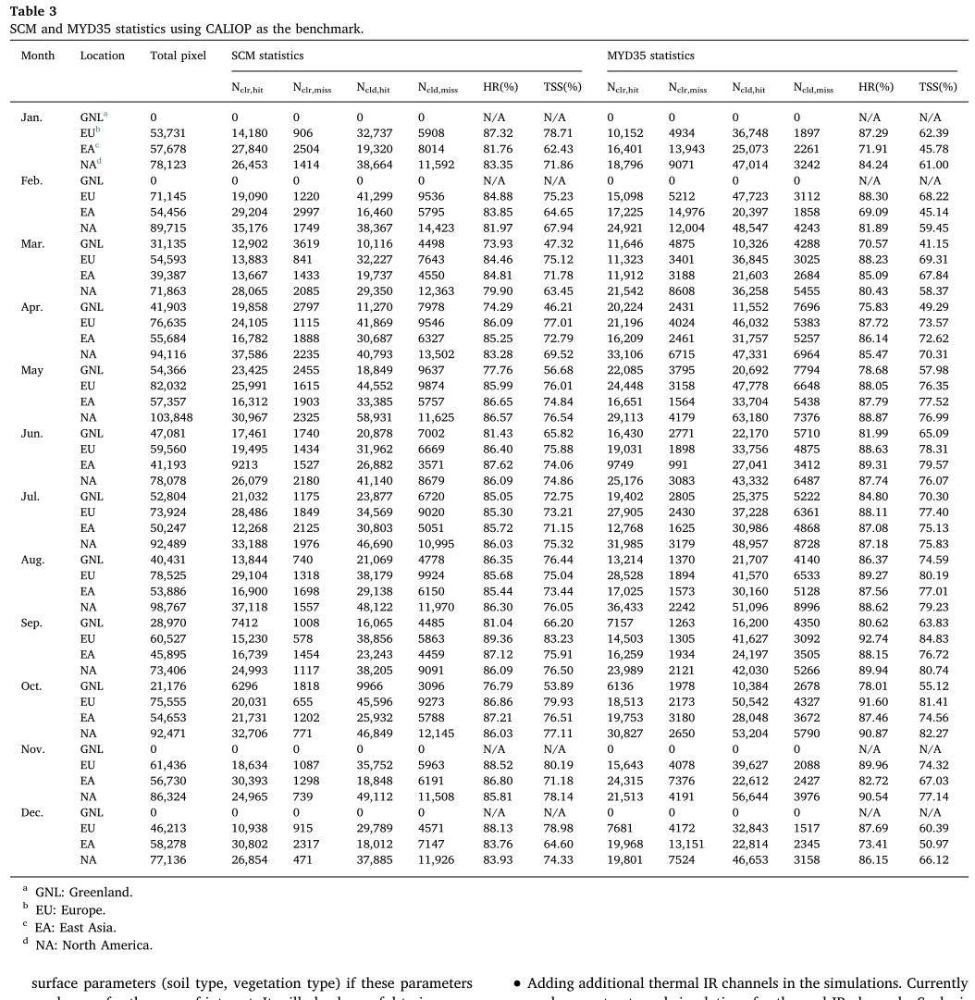 Table 3
SCM and MYD35 statistics using CALIOP as the benchmark.
Month Location Total pixel SCM statistics MYD35 statistics
Nclr,hit Nclr,miss Ncld,hit Ncld,miss HR(%) TSS(%) Nclr,hit Nclr,miss Ncld,hit Ncld,miss HR(%) TSS(%)
Jan. GNLa 0 0 0 0 0 N/A N/A 0 0 0 0 N/A N/A
EUb 53,731 14,180 906 32,737 5908 87.32 78.71 10,152 4934 36,748 1897 87.29 62.39
EAc 57,678 27,840 2504 19,320 8014 81.76 62.43 16,401 13,943 25,073 2261 71.91 45.78
NAd 78,123 26,453 1414 38,664 11,592 83.35 71.86 18,796 9071 47,014 3242 84.24 61.00
Feb. GNL 0 0 0 0 0 N/A N/A 0 0 0 0 N/A N/A
EU 71,145 19,090 1220 41,299 9536 84.88 75.23 15,098 5212 47,723 3112 88.30 68.22
EA 54,456 29,204 2997 16,460 5795 83.85 64.65 17,225 14,976 20,397 1858 69.09 45.14
NA 89,715 35,176 1749 38,367 14,423 81.97 67.94 24,921 12,004 48,547 4243 81.89 59.45
Mar. GNL 31,135 12,902 3619 10,116 4498 73.93 47.32 11,646 4875 10,326 4288 70.57 41.15
EU 54,593 13,883 841 32,227 7643 84.46 75.12 11,323 3401 36,845 3025 88.23 69.31
EA 39,387 13,667 1433 19,737 4550 84.81 71.78 11,912 3188 21,603 2684 85.09 67.84
NA 71,863 28,065 2085 29,350 12,363 79.90 63.45 21,542 8608 36,258 5455 80.43 58.37
Apr. GNL 41,903 19,858 2797 11,270 7978 74.29 46.21 20,224 2431 11,552 7696 75.83 49.29
EU 76,635 24,105 1115 41,869 9546 86.09 77.01 21,196 4024 46,032 5383 87.72 73.57
EA 55,684 16,782 1888 30,687 6327 85.25 72.79 16,209 2461 31,757 5257 86.14 72.62
NA 94,116 37,586 2235 40,793 13,502 83.28 69.52 33,106 6715 47,331 6964 85.47 70.31
May GNL 54,366 23,425 2455 18,849 9637 77.76 56.68 22,085 3795 20,692 7794 78.68 57.98
EU 82,032 25,991 1615 44,552 9874 85.99 76.01 24,448 3158 47,778 6648 88.05 76.35
EA 57,357 16,312 1903 33,385 5757 86.65 74.84 16,651 1564 33,704 5438 87.79 77.52
NA 103,848 30,967 2325 58,931 11,625 86.57 76.54 29,113 4179 63,180 7376 88.87 76.99
Jun. GNL 47,081 17,461 1740 20,878 7002 81.43 65.82 16,430 2771 22,170 5710 81.99 65.09
EU 59,560 19,495 1434 31,962 6669 86.40 75.88 19,031 1898 33,756 4875 88.63 78.31
EA 41,193 9213 1527 26,882 3571 87.62 74.06 9749 991 27,041 3412 89.31 79.57
NA 78,078 26,079 2180 41,140 8679 86.09 74.86 25,176 3083 43,332 6487 87.74 76.07
Jul. GNL 52,804 21,032 1175 23,877 6720 85.05 72.75 19,402 2805 25,375 5222 84.80 70.30
EU 73,924 28,486 1849 34,569 9020 85.30 73.21 27,905 2430 37,228 6361 88.11 77.40
EA 50,247 12,268 2125 30,803 5051 85.72 71.15 12,768 1625 30,986 4868 87.08 75.13
NA 92,489 33,188 1976 46,690 10,995 86.03 75.32 31,985 3179 48,957 8728 87.18 75.83
Aug. GNL 40,431 13,844 740 21,069 4778 86.35 76.44 13,214 1370 21,707 4140 86.37 74.59
EU 78,525 29,104 1318 38,179 9924 85.68 75.04 28,528 1894 41,570 6533 89.27 80.19
EA 53,886 16,900 1698 29,138 6150 85.44 73.44 17,025 1573 30,160 5128 87.56 77.01
NA 98,767 37,118 1557 48,122 11,970 86.30 76.05 36,433 2242 51,096 8996 88.62 79.23
Sep. GNL 28,970 7412 1008 16,065 4485 81.04 66.20 7157 1263 16,200 4350 80.62 63.83
EU 60,527 15,230 578 38,856 5863 89.36 83.23 14,503 1305 41,627 3092 92.74 84.83
EA 45,895 16,739 1454 23,243 4459 87.12 75.91 16,259 1934 24,197 3505 88.15 76.72
NA 73,406 24,993 1117 38,205 9091 86.09 76.50 23,989 2121 42,030 5266 89.94 80.74
Oct. GNL 21,176 6296 1818 9966 3096 76.79 53.89 6136 1978 10,384 2678 78.01 55.12
EU 75,555 20,031 655 45,596 9273 86.86 79.93 18,513 2173 50,542 4327 91.60 81.41
EA 54,653 21,731 1202 25,932 5788 87.21 76.51 19,753 3180 28,048 3672 87.46 74.56
NA 92,471 32,706 771 46,849 12,145 86.03 77.11 30,827 2650 53,204 5790 90.87 82.27
Nov. GNL 0 0 0 0 0 N/A N/A 0 0 0 0 N/A N/A
EU 61,436 18,634 1087 35,752 5963 88.52 80.19 15,643 4078 39,627 2088 89.96 74.32
EA 56,730 30,393 1298 18,848 6191 86.80 71.18 24,315 7376 22,612 2427 82.72 67.03
NA 86,324 24,965 739 49,112 11,508 85.81 78.14 21,513 4191 56,644 3976 90.54 77.14
Dec. GNL 0 0 0 0 0 N/A N/A 0 0 0 0 N/A N/A
EU 46,213 10,938 915 29,789 4571 88.13 78.98 7681 4172 32,843 1517 87.69 60.39
EA 58,278 30,802 2317 18,012 7147 83.76 64.60 19,968 13,151 22,814 2345 73.41 50.97
NA 77,136 26,854 471 37,885 11,926 83.93 74.33 19,801 7524 46,653 3158 86.15 66.12
a GNL: Greenland.
b EU: Europe.
c EA: East Asia.
d NA: North America.
surface parameters (soil type, vegetation type) if these parameters
• Adding additional thermal IR channels in the simulations. Currently